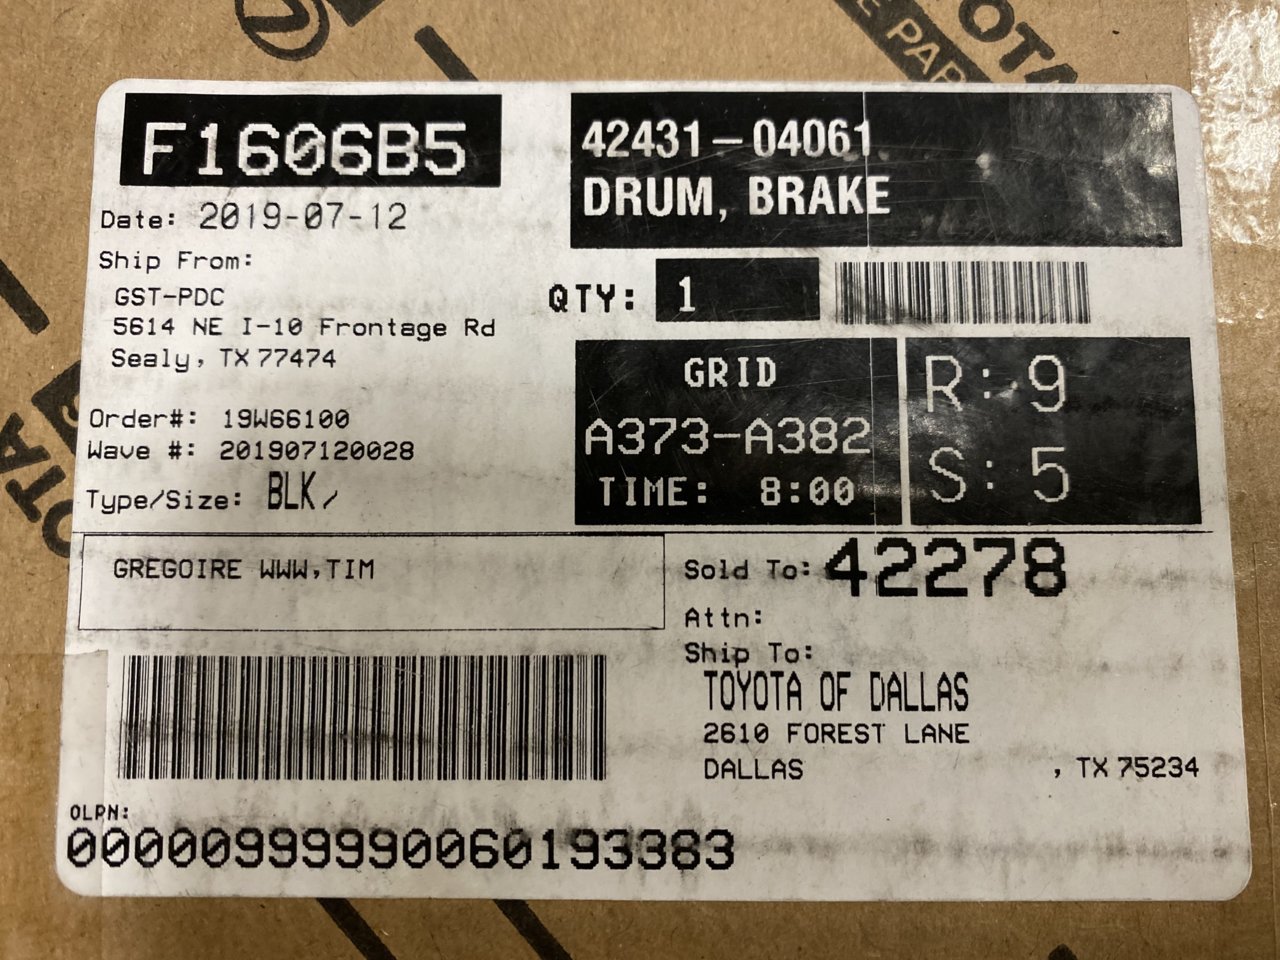 OTA
E PAR
OTA
F1606B5
Date: 2019-07-12
Ship From:
GST-PDC
5614 NE I-10 Frontage Rd
Sealy, TX 77474
Order#: 19W66100
Wave #: 201907120028
Type/Size: BLK/
42431-04061
DRUM, BRAKE
QTY: 1
GRID
A373-A382
TIME: 8:00
R: 9
S: 5
GREGOIRE WWW,TIM
Sold To: 42278
Attn:
Ship To:
TOYOTA OF DALLAS
2610 FOREST LANE
DALLAS , TX 75234
OLPN:
00000999990060193383